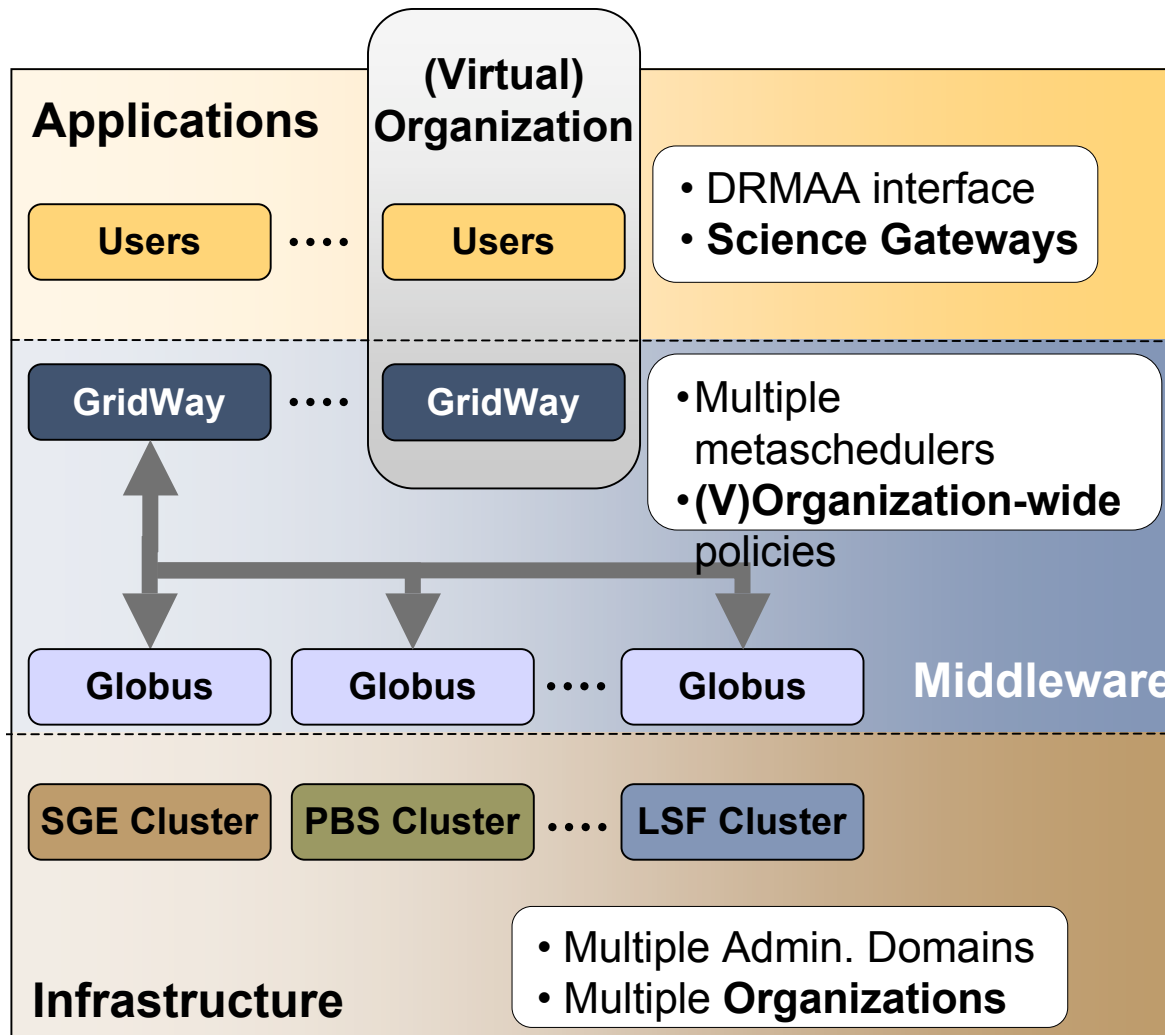 (Virtual)
Organization
Applications
• DRMAA interface
• Science Gateways
Users
....
Users
GridWay
....
GridWay
•Multiple
metaschedulers
•(V)Organization-wide
policies
Globus
Globus
....
Globus
Middleware
SGE Cluster
PBS Cluster
....
LSF Cluster
• Multiple Admin. Domains
• Multiple Organizations
Infrastructure